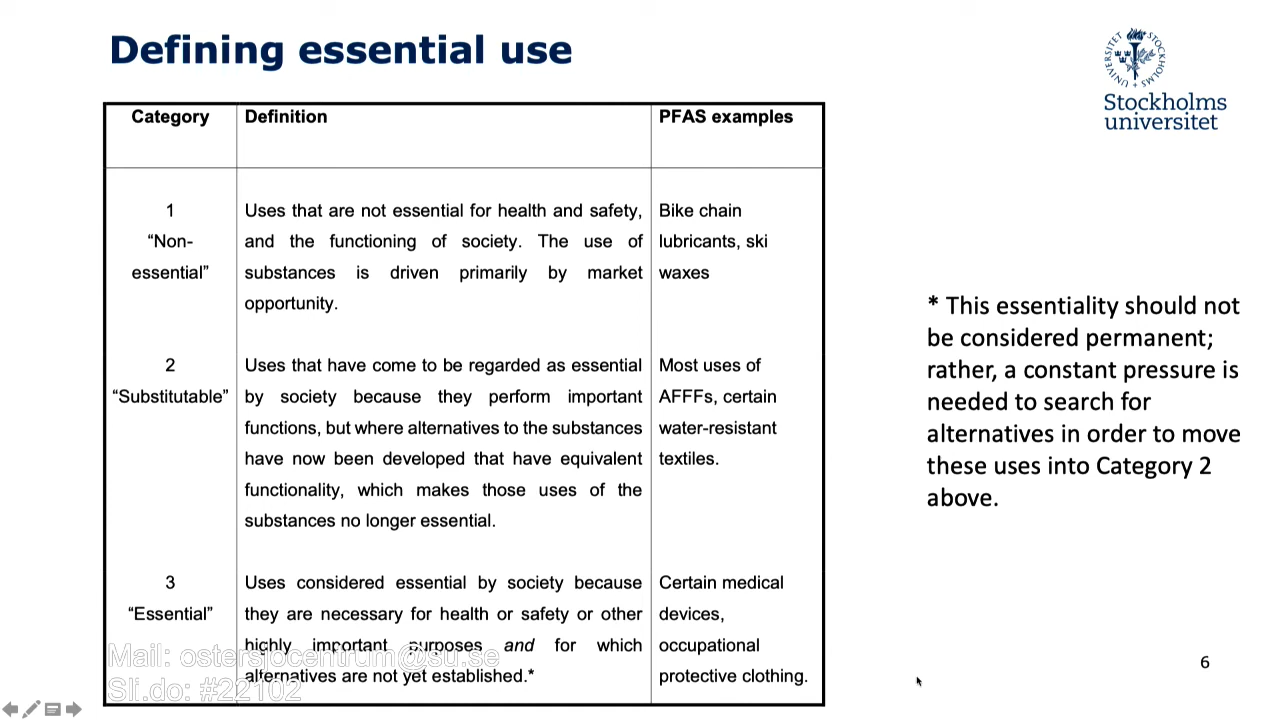 Defining essential use
Stockholms
universitet
Category
Definition
PFAS examples
1
“Non-
essential”
Uses that are not essential for health and safety,
and the functioning of society. The use of
substances is driven primarily by market
opportunity.
Bike chain
lubricants, ski
waxes
2
“Substitutable”
Uses that have come to be regarded as essential
by society because they perform important
functions, but where alternatives to the substances
have now been developed that have equivalent
functionality, which makes those uses of the
substances no longer essential.
Most uses of
AFFFs, certain
water-resistant
textiles.
3
“Essential”
Uses considered essential by society because
they are necessary for health or safety or other
highly important purposes and for which
alternatives are not yet established.*
Certain medical
devices,
occupational
protective clothing.
* This essentiality should not
be considered permanent;
rather, a constant pressure is
needed to search for
alternatives in order to move
these uses into Category 2
above.
Mail: ostersjocentrum@su.se
Sli.do: #22102
6
STOCKHOLMS
UNIVERSITET